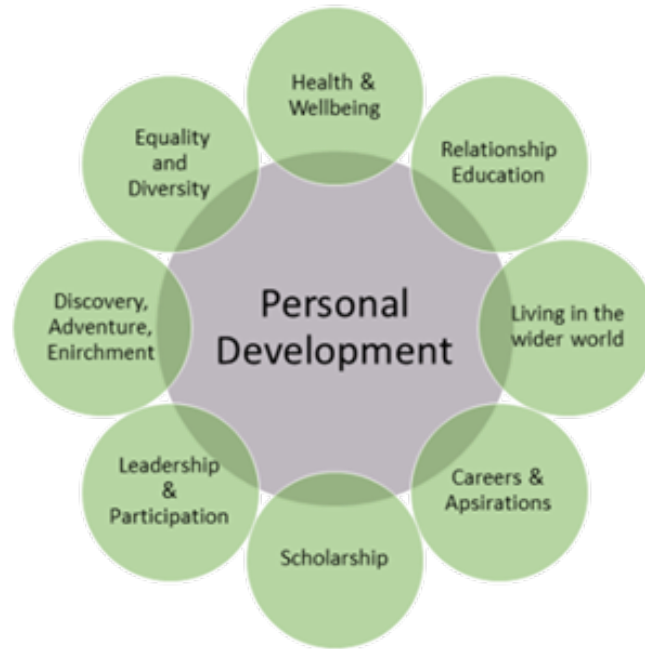 Health &
Wellbeing
Relationship
Education
Living in the
wider world
Careers &
Apsirations
Scholarship
Leadership
&
Participation
Discovery,
Adventure,
Enirchment
Equality
and
Diversity
Personal
Development